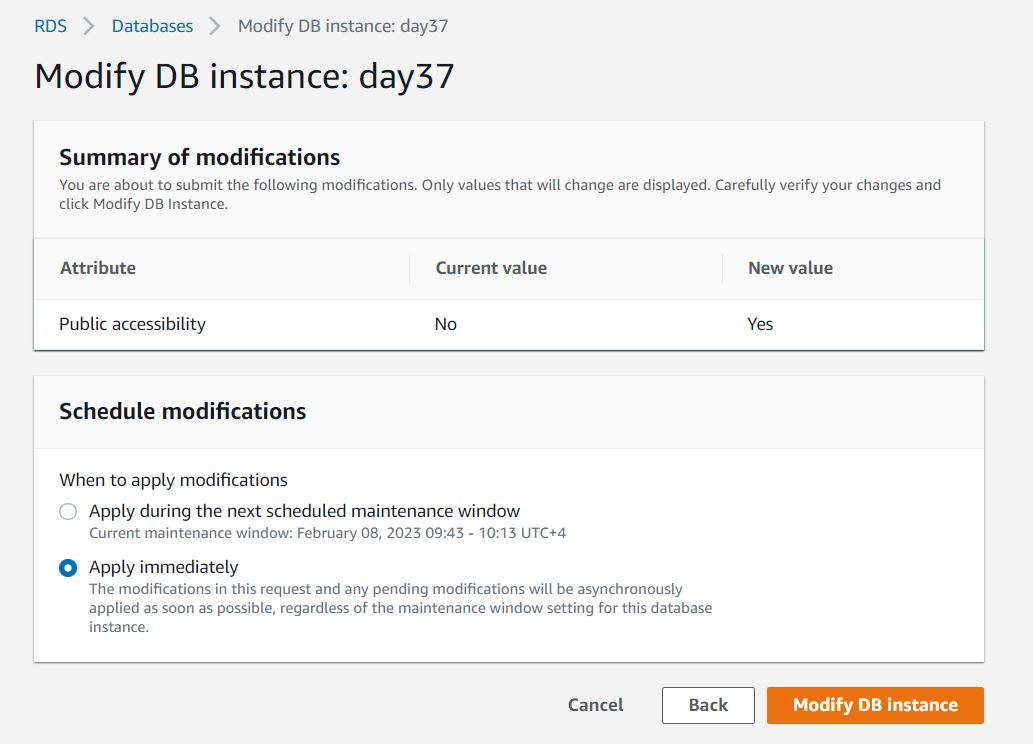 RDS > Databases > Modify DB instance: day37
Modify DB instance: day37
Summary of modifications
You are about to submit the following modifications. Only values that will change are displayed. Carefully verify your changes and
click Modify DB Instance.
Attribute Current value New value
Public accessibility No Yes
Schedule modifications
When to apply modifications
Apply during the next scheduled maintenance window
Current maintenance window: February 08, 2023 09:43 - 10:13 UTC+4
Apply immediately
The modifications in this request and any pending modifications will be asynchronously
applied as soon as possible, regardless of the maintenance window setting for this database
instance.
Cancel Back Modify DB instance